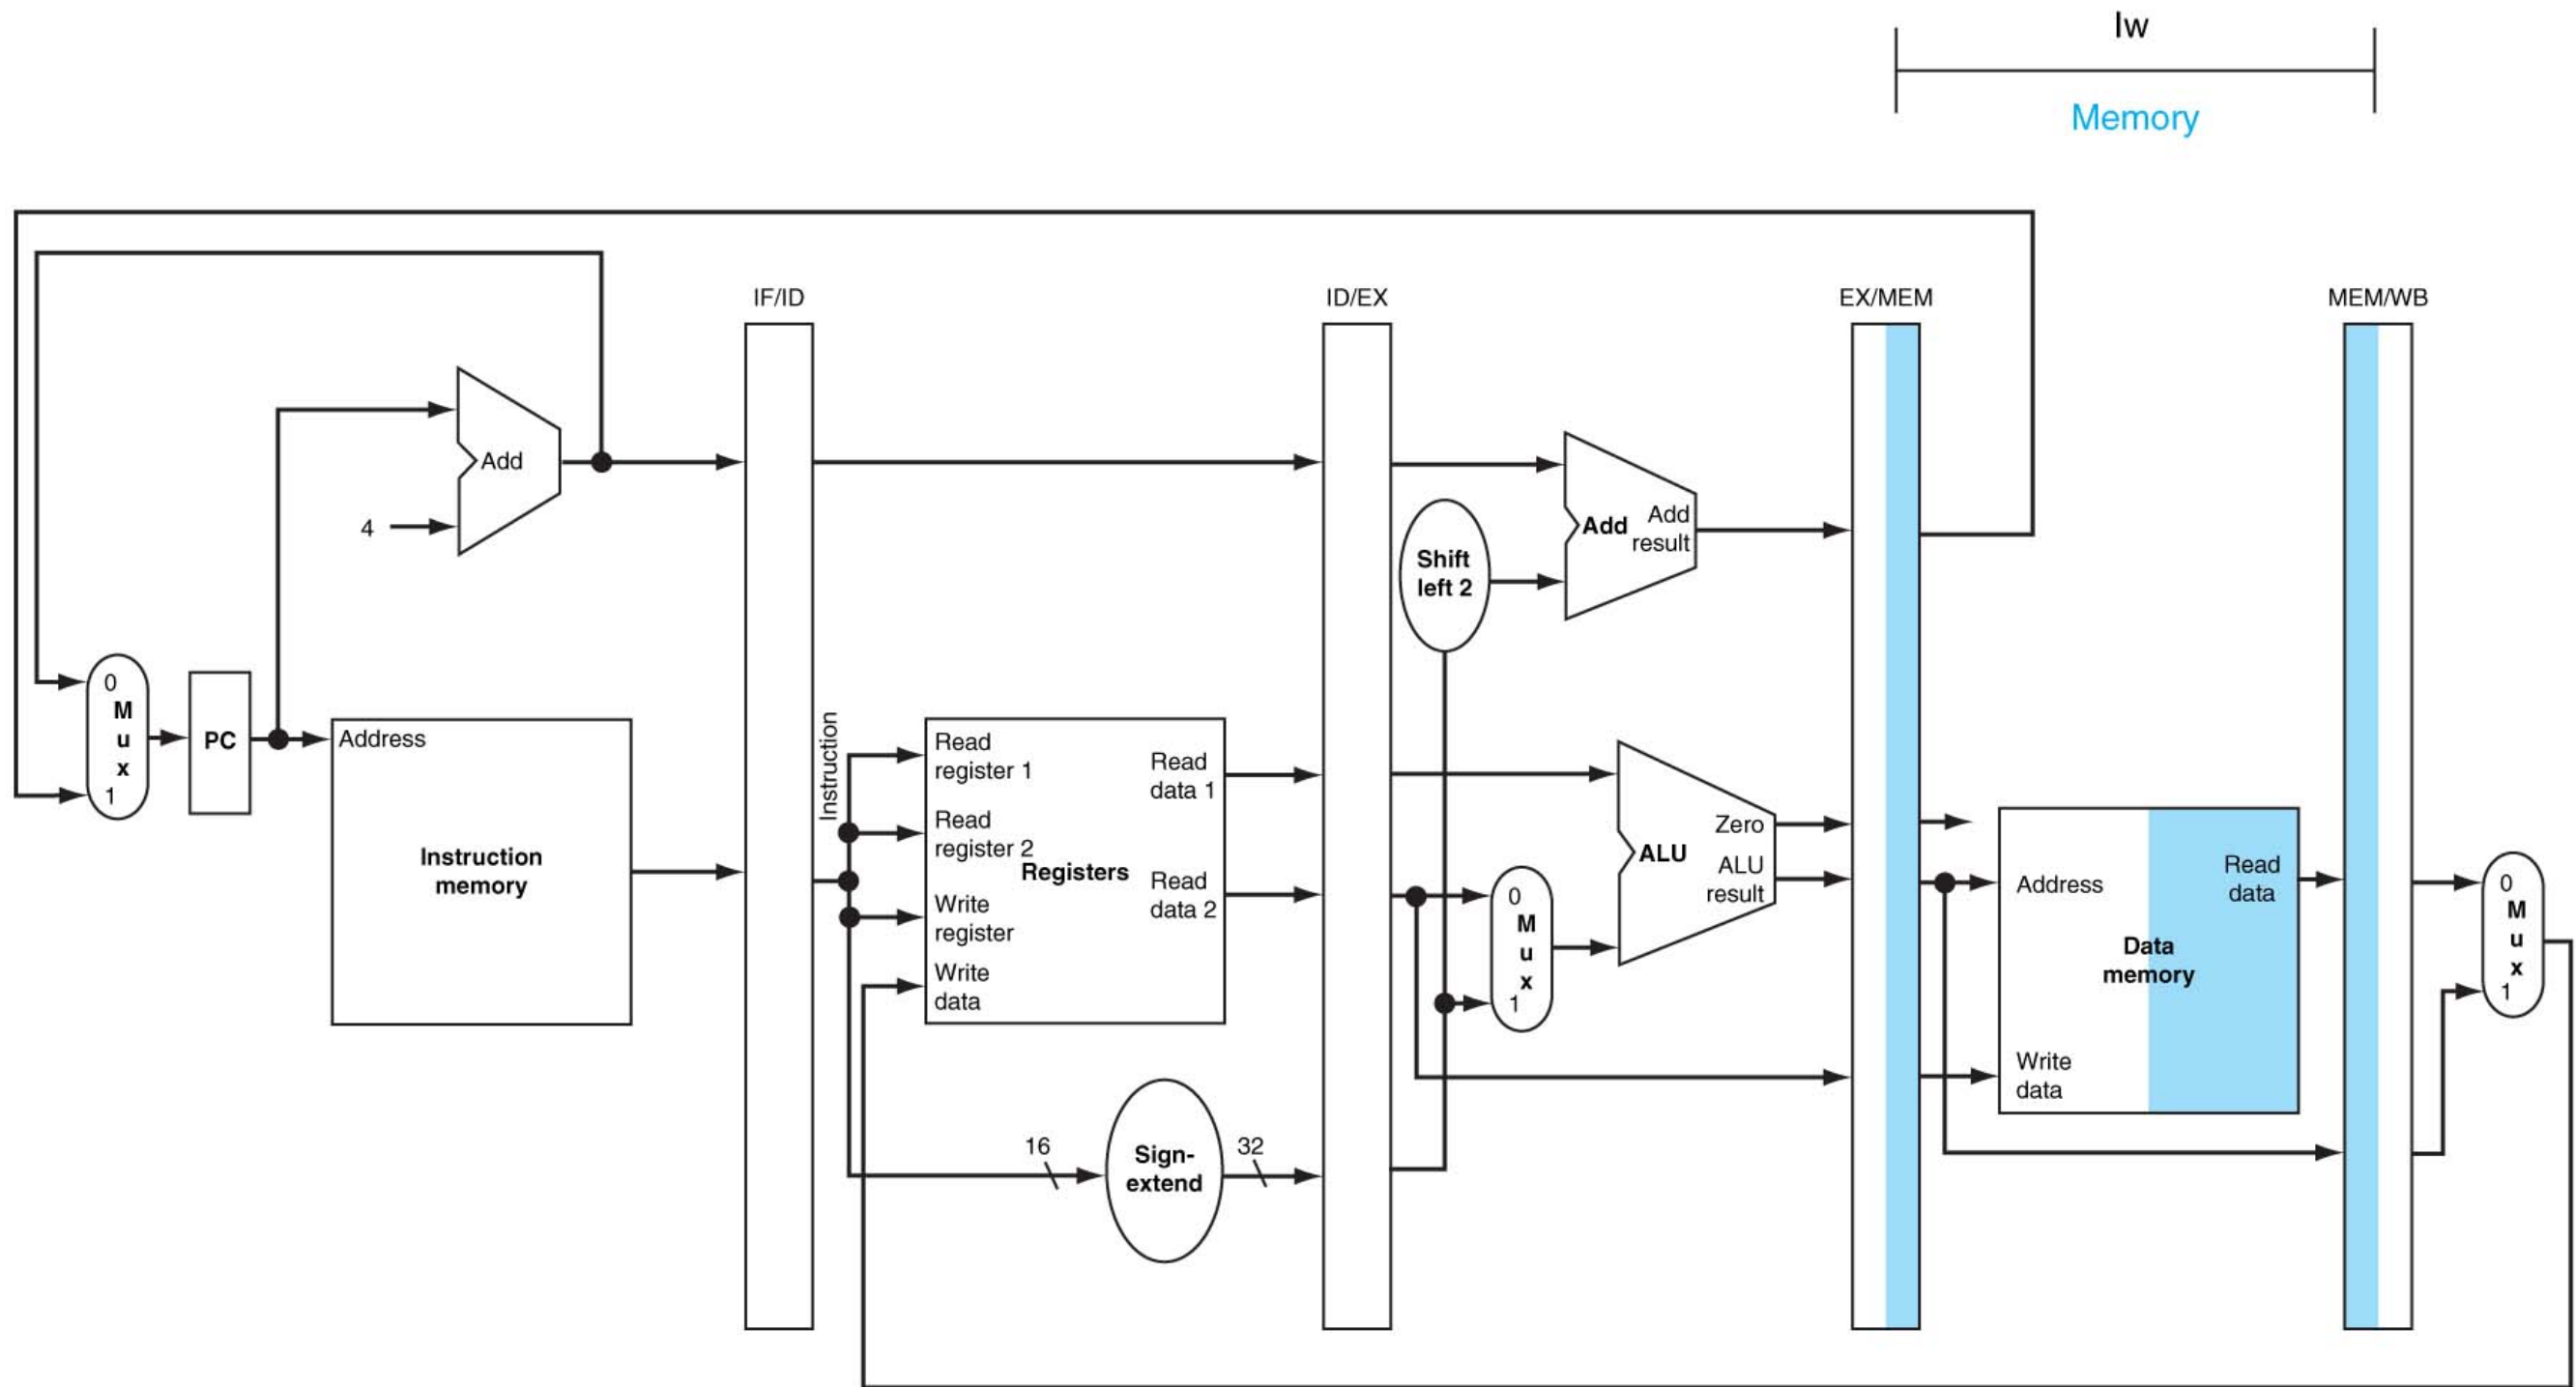 lw
Memory
IF/ID
ID/EX
EX/MEM
MEM/WB
Add
4
Add
Add
result
Shift
left 2
0
M
u
x
1
PC
Address
Instruction
memory
Instruction
Read
register 1
Read
register 2
Write
register
Write
data
Registers
Read
data 1
Read
data 2
16
Sign-
extend
32
0
M
u
x
1
ALU
Zero
ALU
result
Address
Write
data
Data
memory
Read
data
0
M
u
x
1